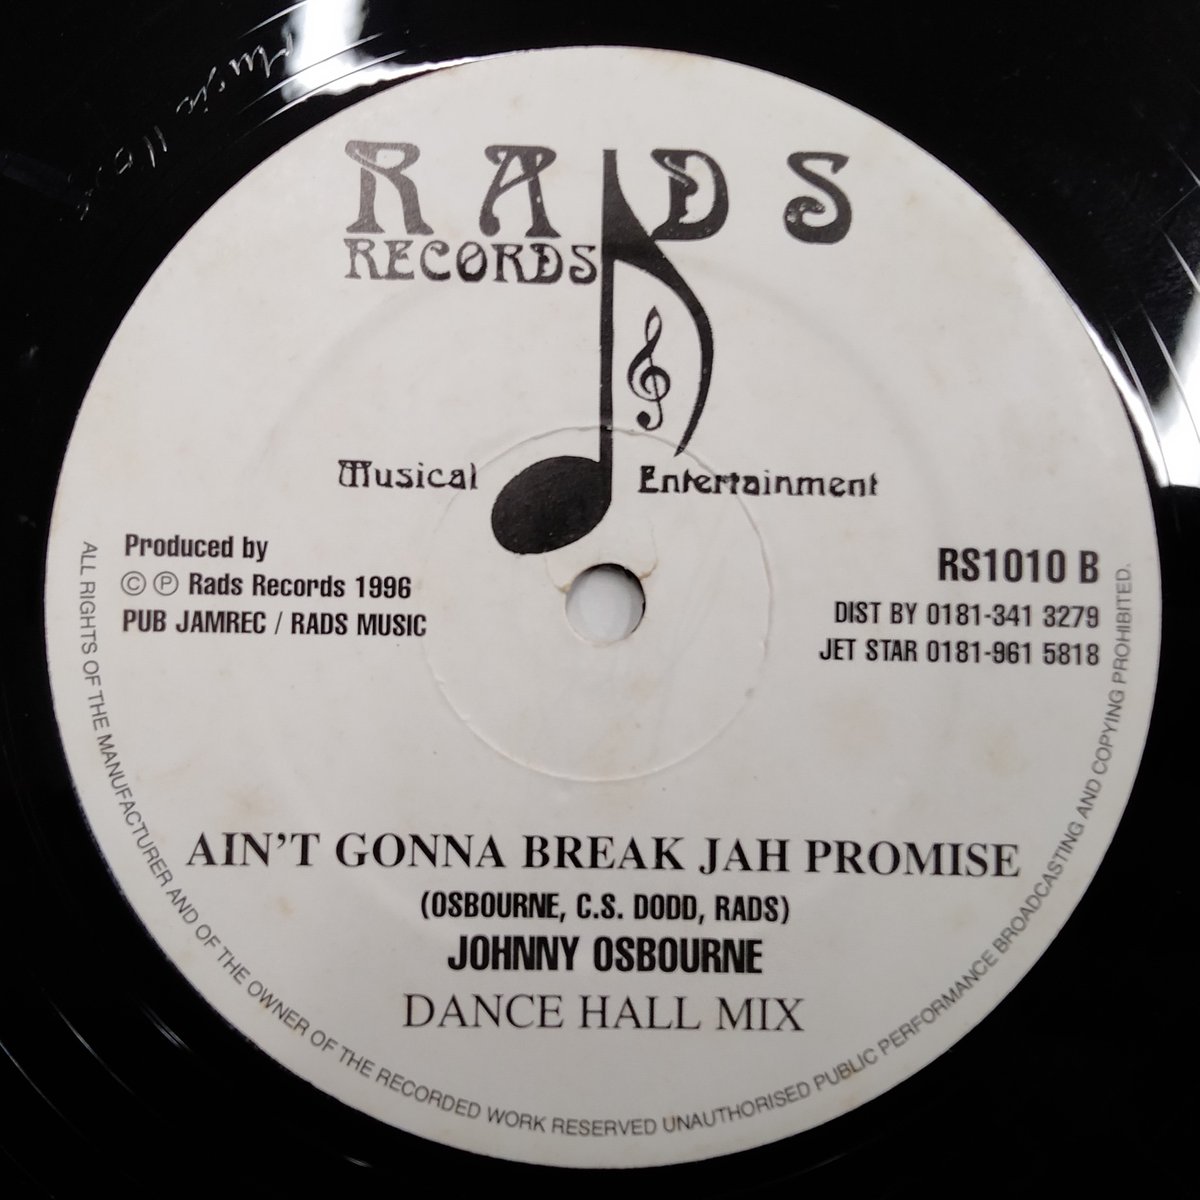 RADS
RECORDS
Musical Entertainment
Produced by
© ℗ Rads Records 1996
PUB JAMREC / RADS MUSIC
RS1010 B
DIST BY 0181-341 3279
JET STAR 0181-961 5818
AIN'T GONNA BREAK JAH PROMISE
(OSBOURNE, C.S. DODD, RADS)
JOHNNY OSBOURNE
DANCE HALL MIX
ALL RIGHTS OF THE MANUFACTURER AND OF THE OWNER OF THE RECORDED WORK RESERVED UNAUTHORISED PUBLIC PERFORMANCE BROADCASTING AND COPYING PROHIBITED.
Music